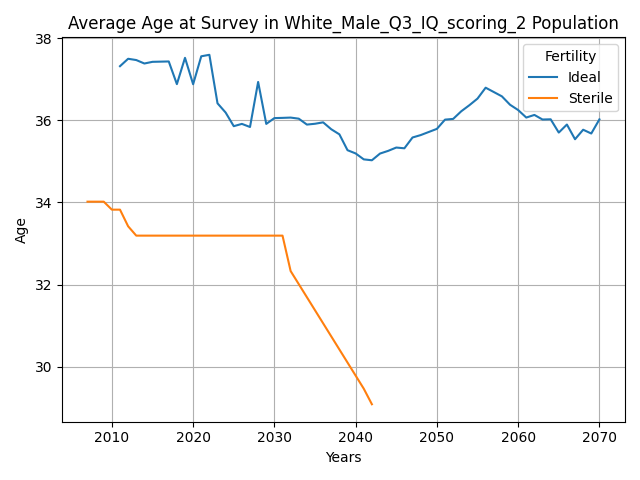 Average Age at Survey in White_Male_Q3_IQ_scoring_2 Population
Fertility
Ideal
Sterile
Age
38
36
34
32
30
2010 2020 2030 2040 2050 2060 2070
Years